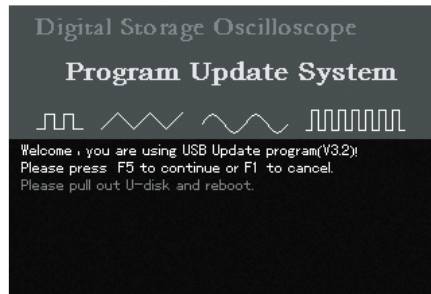 Digital Storage Oscilloscope
Program Update System
Welcome , you are using USB Update program(V3.2)!
Please press F5 to continue or F1 to cancel.
Please pull out U-disk and reboot.